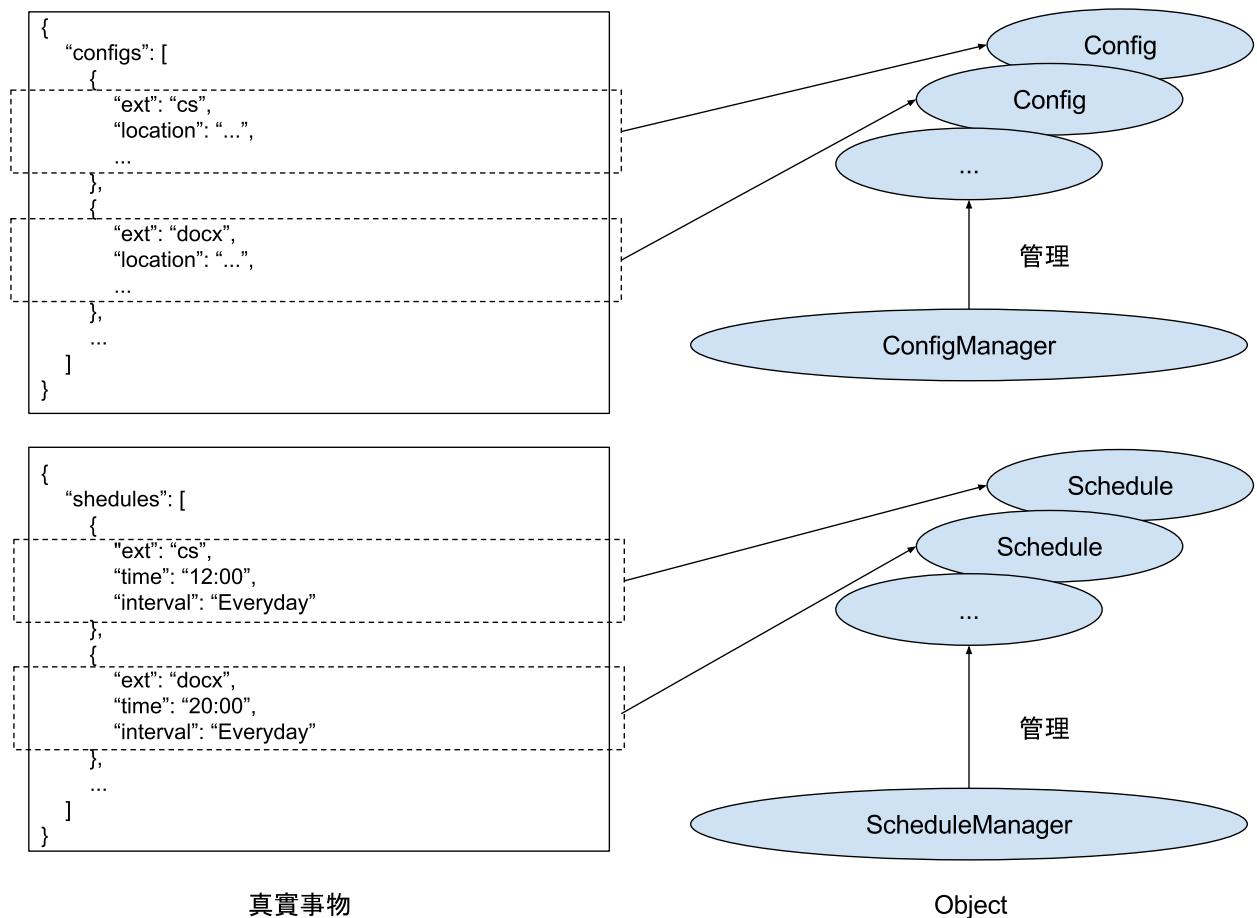 {
“configs”: [
{
“ext”: “cs”,
“location”: “...”,
...
},
{
“ext”: “docx”,
“location”: “...”,
...
},
...
]
}
Config
Config
...
管理
ConfigManager
{
“shedules”: [
{
"ext”: “cs”,
“time”: “12:00”,
“interval”: “Everyday”
},
{
“ext”: “docx”,
“time”: “20:00”,
“interval”: “Everyday”
},
...
]
}
Schedule
Schedule
...
管理
ScheduleManager
真實事物
Object